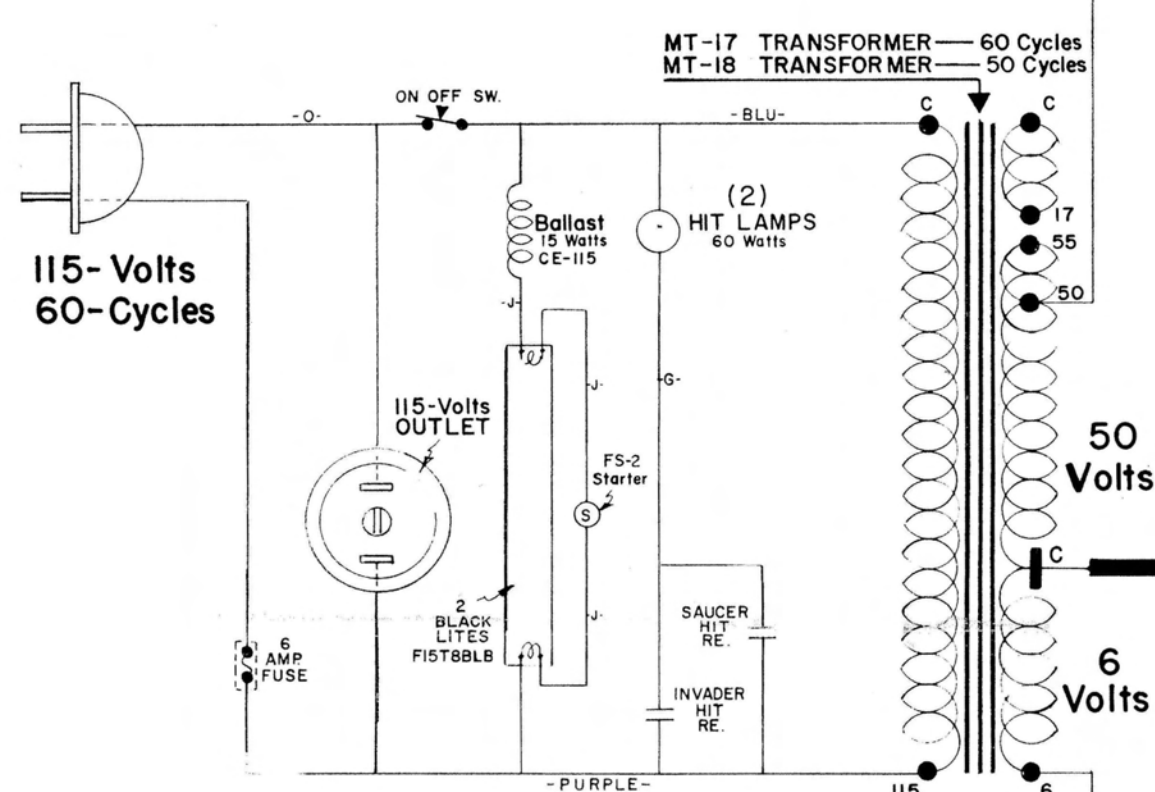 MT-17 TRANSFORMER — 60 Cycles
MT-18 TRANSFORMER — 50 Cycles
ON OFF SW.
-O-
-BLU-
C
C
17
55
50
115-Volts
60-Cycles
Ballast
15 Watts
CE-115
(2)
HIT LAMPS
60 Watts
-J-
-J-
-G-
115-Volts
OUTLET
FS-2
Starter
S
50
Volts
C
2
BLACK
LITES
F15T8BLB
-J-
SAUCER
HIT
RE.
6
AMP.
FUSE
INVADER
HIT
RE.
6
Volts
-PURPLE-
115
6